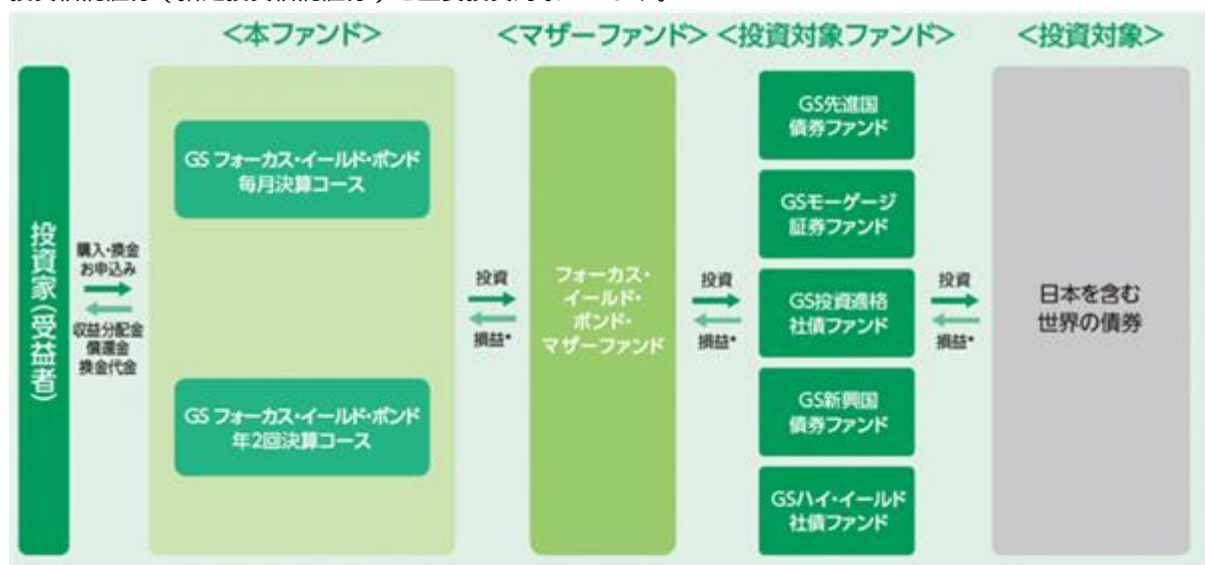 <本ファンド>
<マザーファンド>
<投資対象ファンド>
<投資対象>
投資家(受益者)
購入・換金
お申込み
収益分配金
償還金
換金代金
GS フォーカス・イールド・ボンド
毎月決算コース
GS フォーカス・イールド・ボンド
年2回決算コース
投資
損益*
フォーカス・
イールド・
ボンド・
マザーファンド
投資
損益*
GS先進国
債券ファンド
GSモーゲージ
証券ファンド
GS投資適格
社債ファンド
GS新興国
債券ファンド
GSハイ・イールド
社債ファンド
投資
損益*
日本を含む
世界の債券